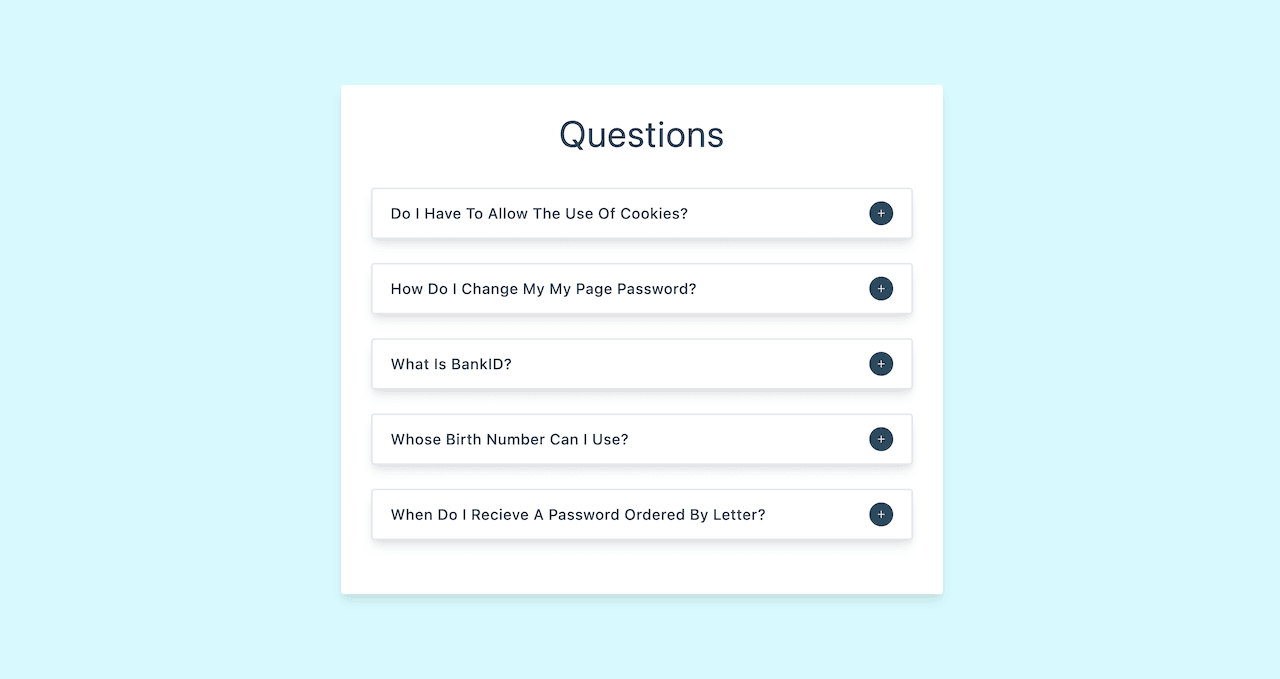 Questions
Do I Have To Allow The Use Of Cookies? +
How Do I Change My My Page Password? +
What Is BankID? +
Whose Birth Number Can I Use? +
When Do I Recieve A Password Ordered By Letter? +